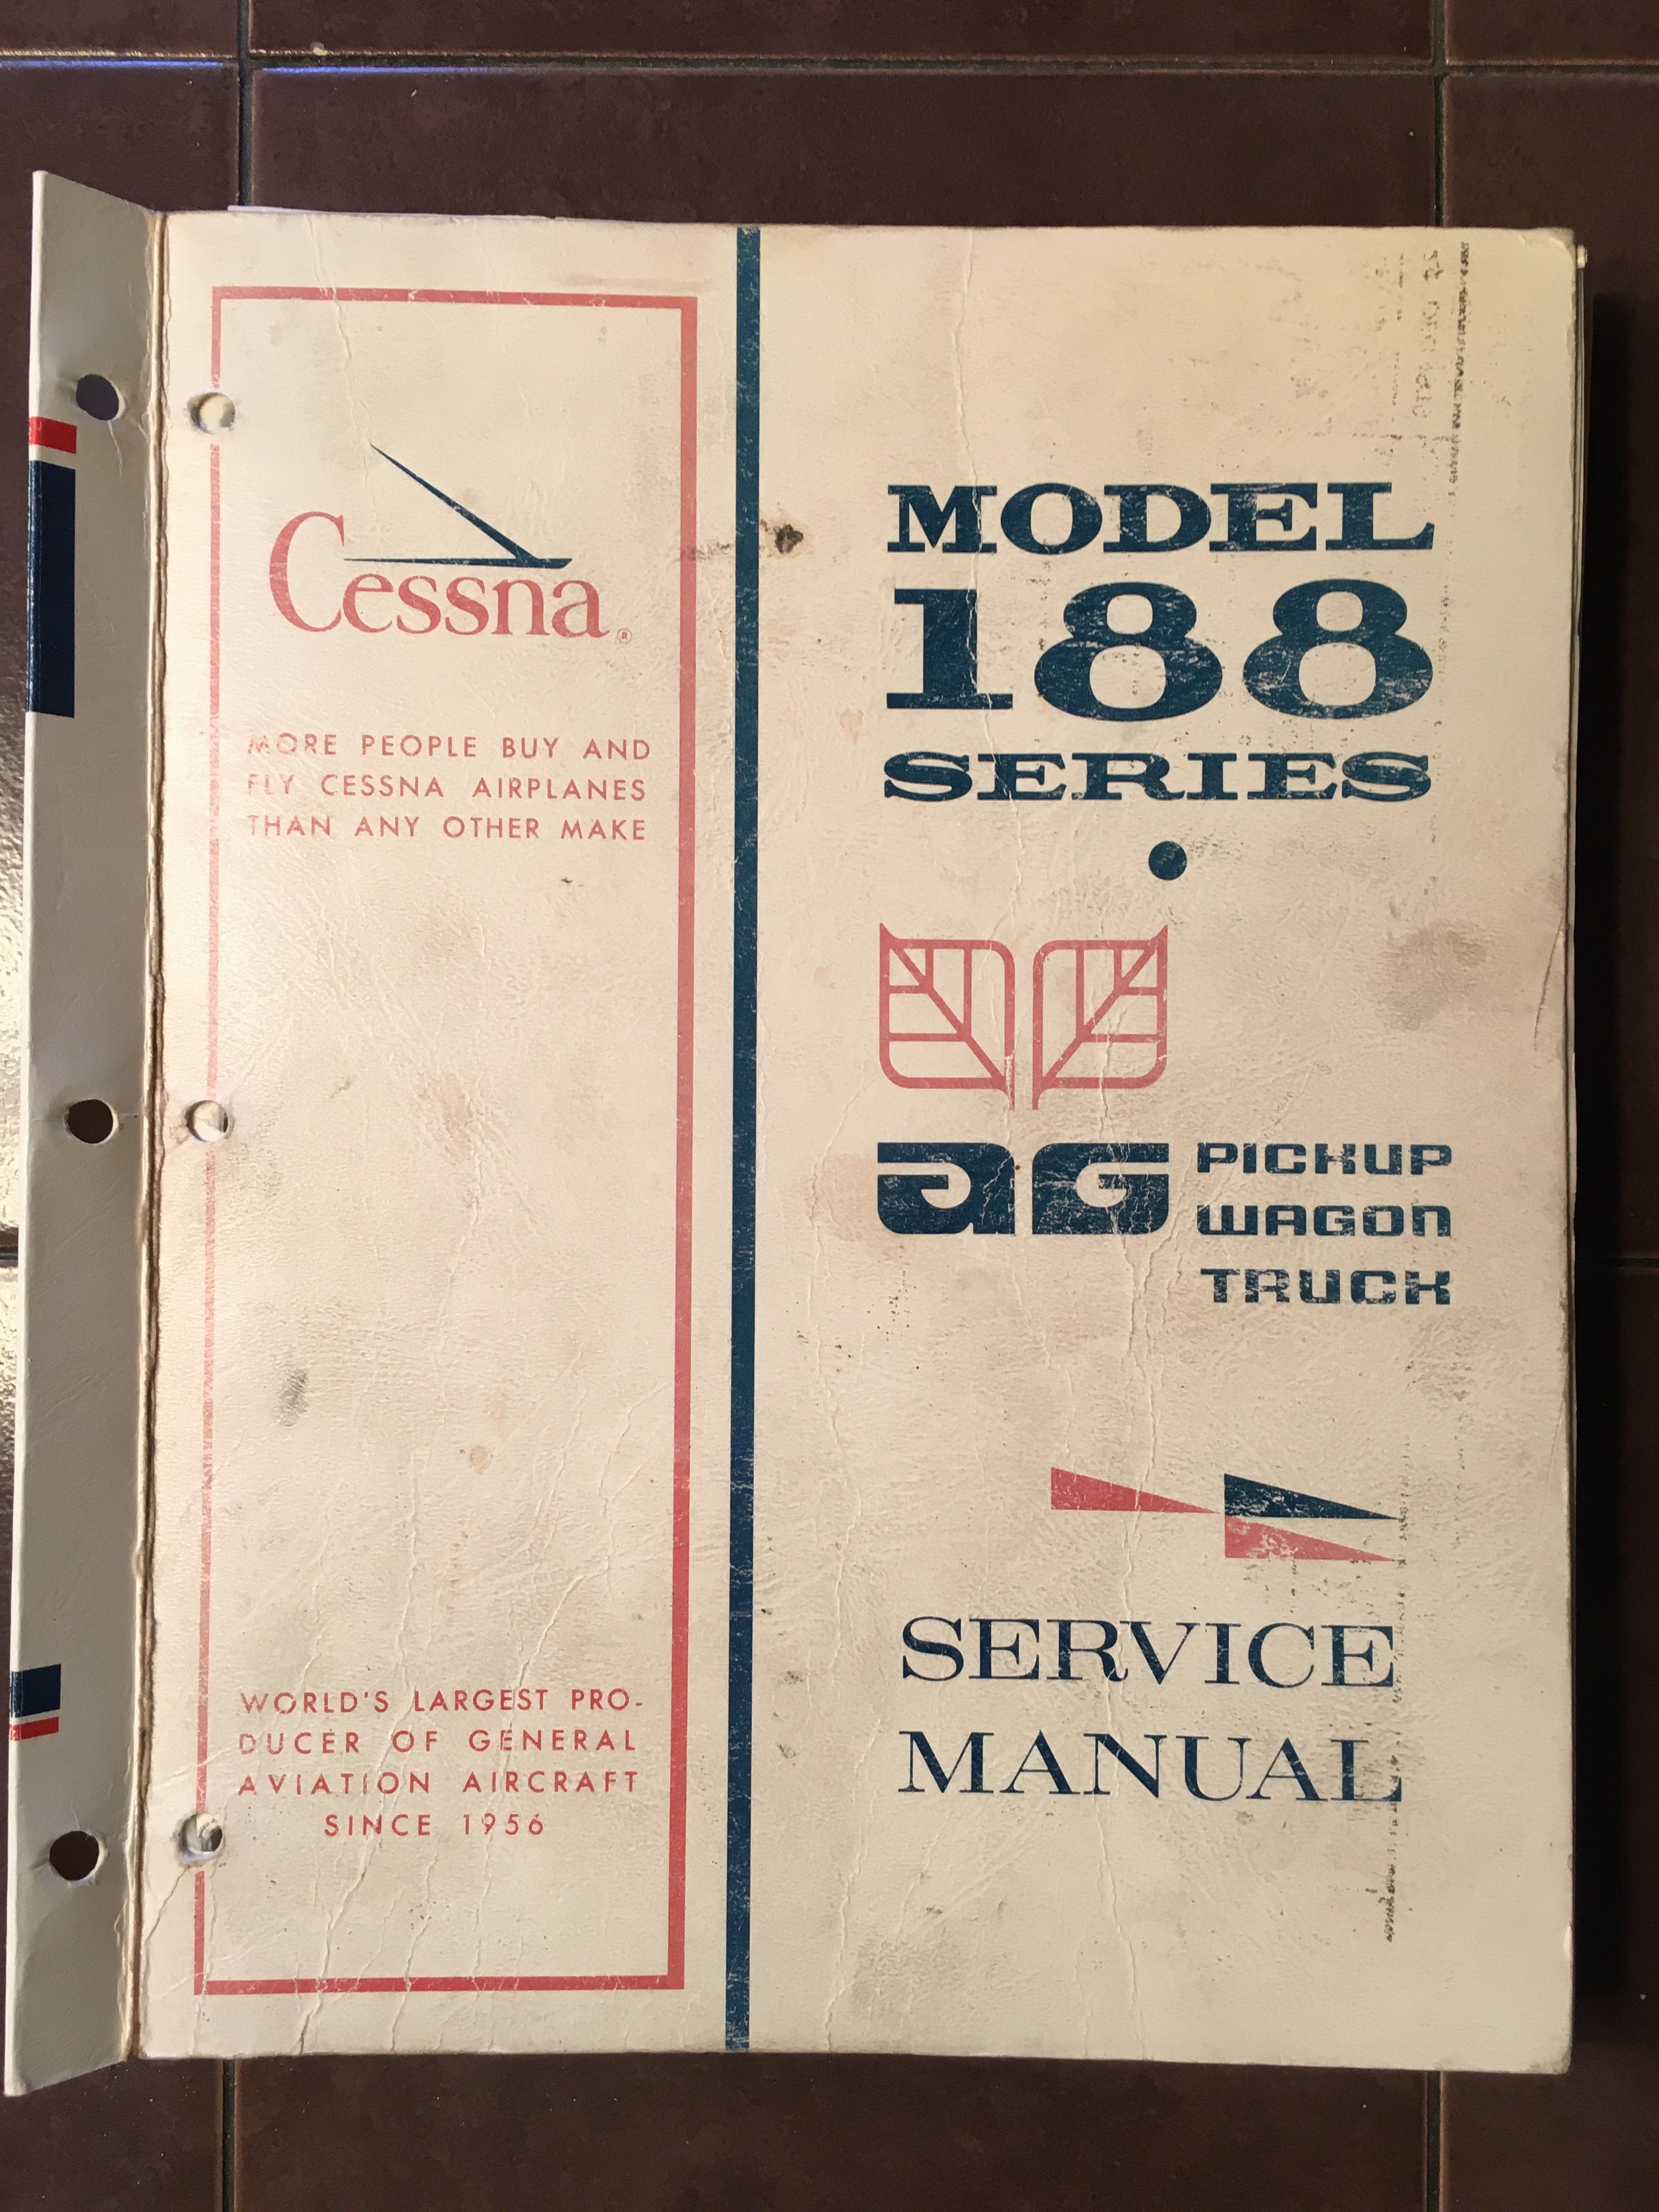 Cessna®
MORE PEOPLE BUY AND
FLY CESSNA AIRPLANES
THAN ANY OTHER MAKE
WORLD'S LARGEST PRO-
DUCER OF GENERAL
AVIATION AIRCRAFT
SINCE 1956
MODEL
188
SERIES
AG PICKUP
WAGON
TRUCK
SERVICE
MANUAL